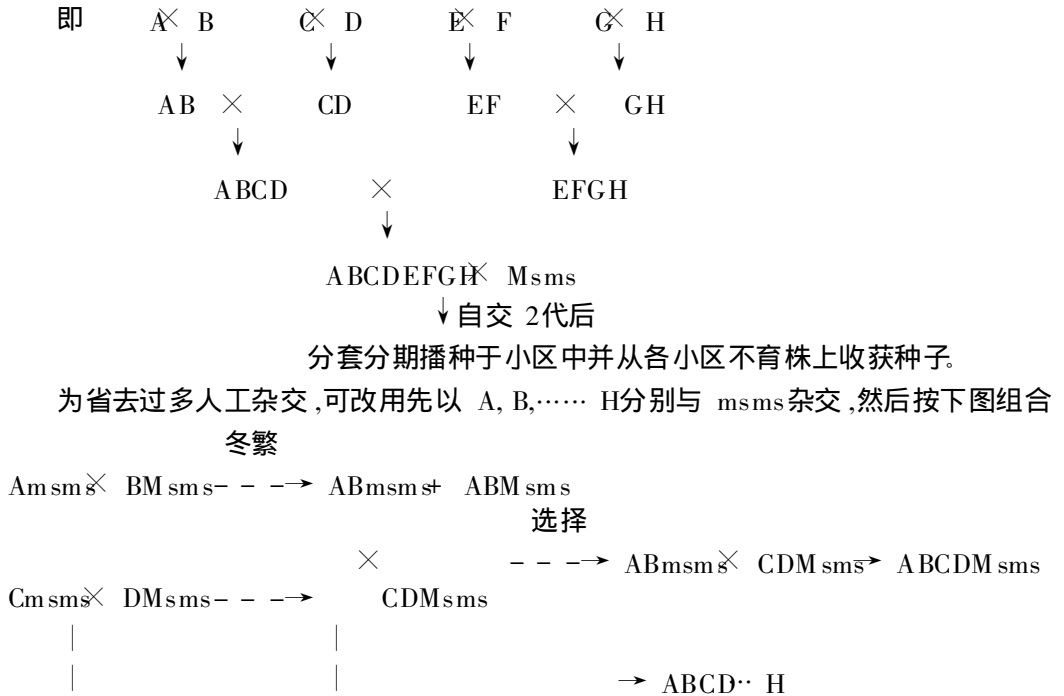 即 A× B C× D E× F G× H
↓ ↓ ↓ ↓
AB × CD EF × GH
↓ ↓
ABCD × EFGH
↓
ABCDEFGH× Msms
↓自交 2代后
分套分期播种于小区中并从各小区不育株上收获种子。
为省去过多人工杂交,可改用先以 A, B,…… H分别与 msms杂交,然后按下图组合
冬繁
Amsms× BMsms- - -→ ABmsms+ ABMsms
选择
× - - -→ ABmsms× CDMsms→ ABCDMsms
Cmsms× DMsms- - -→ CDMsms
| |
| | → ABCD·· H